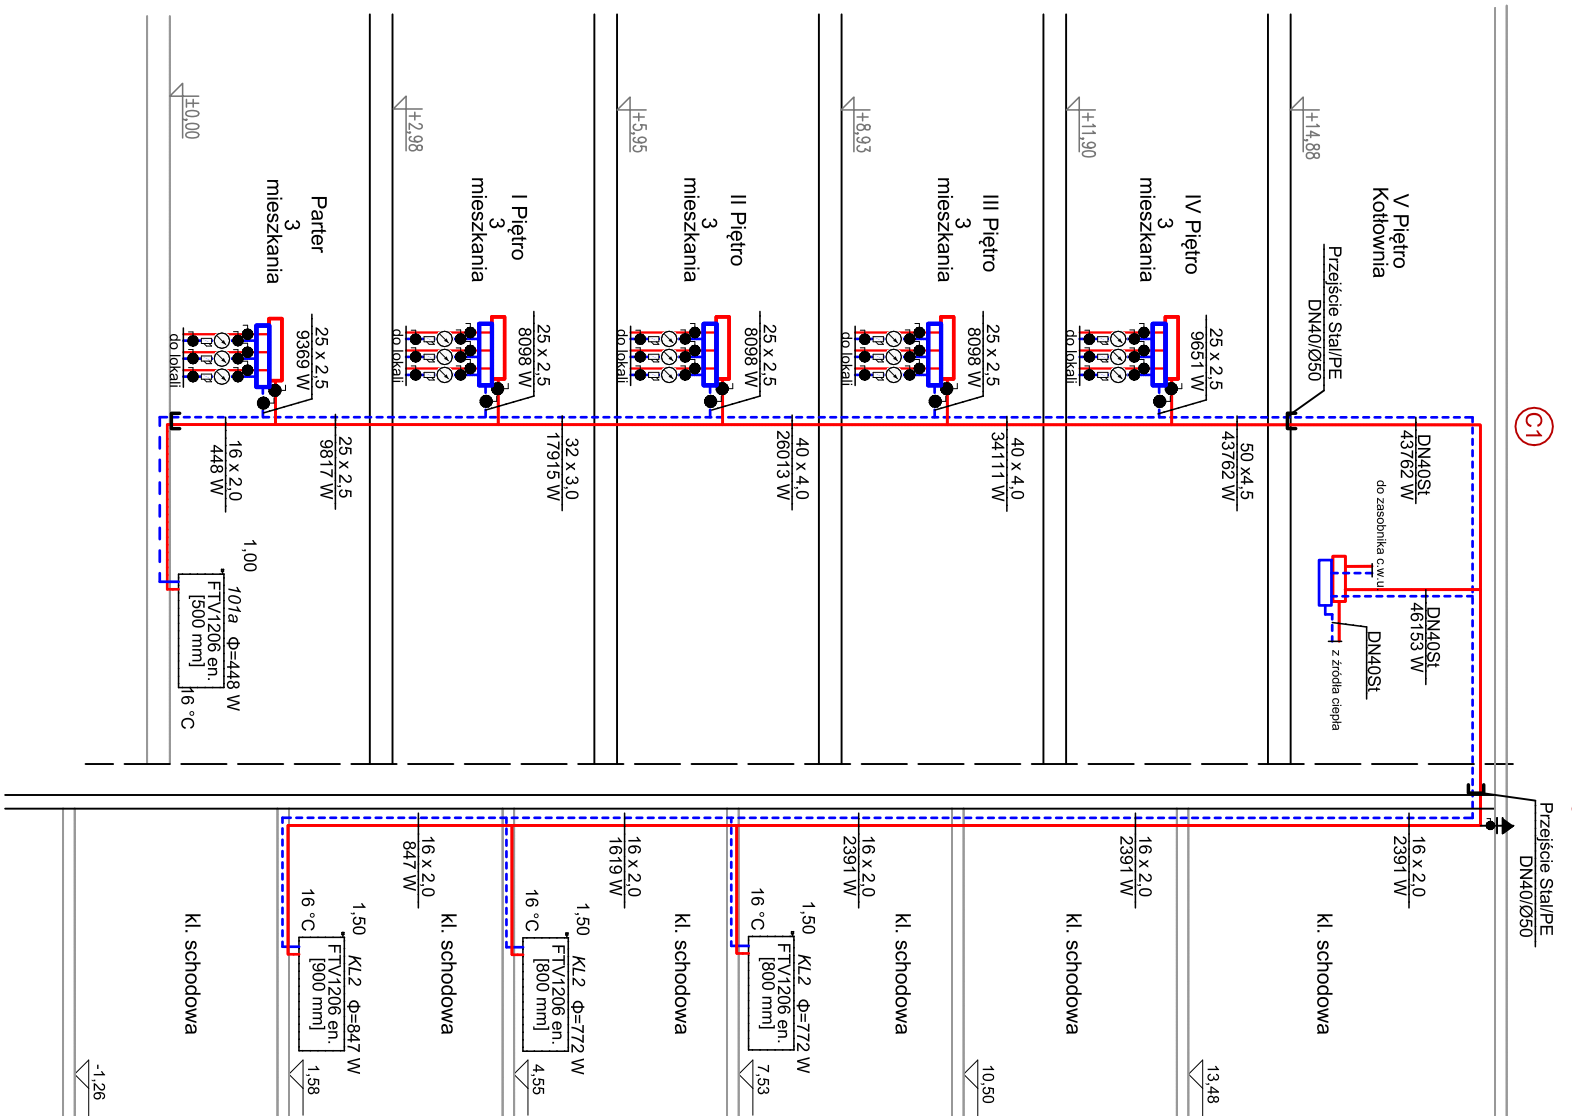 C1
+14,88
V Piętro
Kotłownia
Przejście Stal/PE
DN40/Ø50
DN40St
43762 W
do zasobnika c.w.u
DN40St
46153 W
DN40St
z źródła ciepła
+11,90
IV Piętro
3
mieszkania
25 x 2,5
9651 W
do lokali
50 x4,5
43762 W
+8,93
III Piętro
3
mieszkania
25 x 2,5
8098 W
do lokali
40 x 4,0
34111 W
+5,95
II Piętro
3
mieszkania
25 x 2,5
8098 W
do lokali
40 x 4,0
26013 W
+2,98
I Piętro
3
mieszkania
25 x 2,5
8098 W
do lokali
32 x 3,0
17915 W
±0,00
Parter
3
mieszkania
25 x 2,5
9369 W
do lokali
25 x 2,5
9817 W
16 x 2,0
448 W
1,00
101a Φ=448 W
FTV1206 en.
[500 mm]
16 °C
Przejście Stal/PE
DN40/Ø50
16 x 2,0
2391 W
kl. schodowa
13,48
16 x 2,0
2391 W
kl. schodowa
10,50
16 x 2,0
2391 W
kl. schodowa
1,50
KL2 Φ=772 W
FTV1206 en.
[800 mm]
16 °C
7,53
16 x 2,0
1619 W
kl. schodowa
1,50
KL2 Φ=772 W
FTV1206 en.
[800 mm]
16 °C
4,55
16 x 2,0
847 W
kl. schodowa
1,50
KL2 Φ=847 W
FTV1206 en.
[900 mm]
16 °C
1,58
kl. schodowa
-1,26